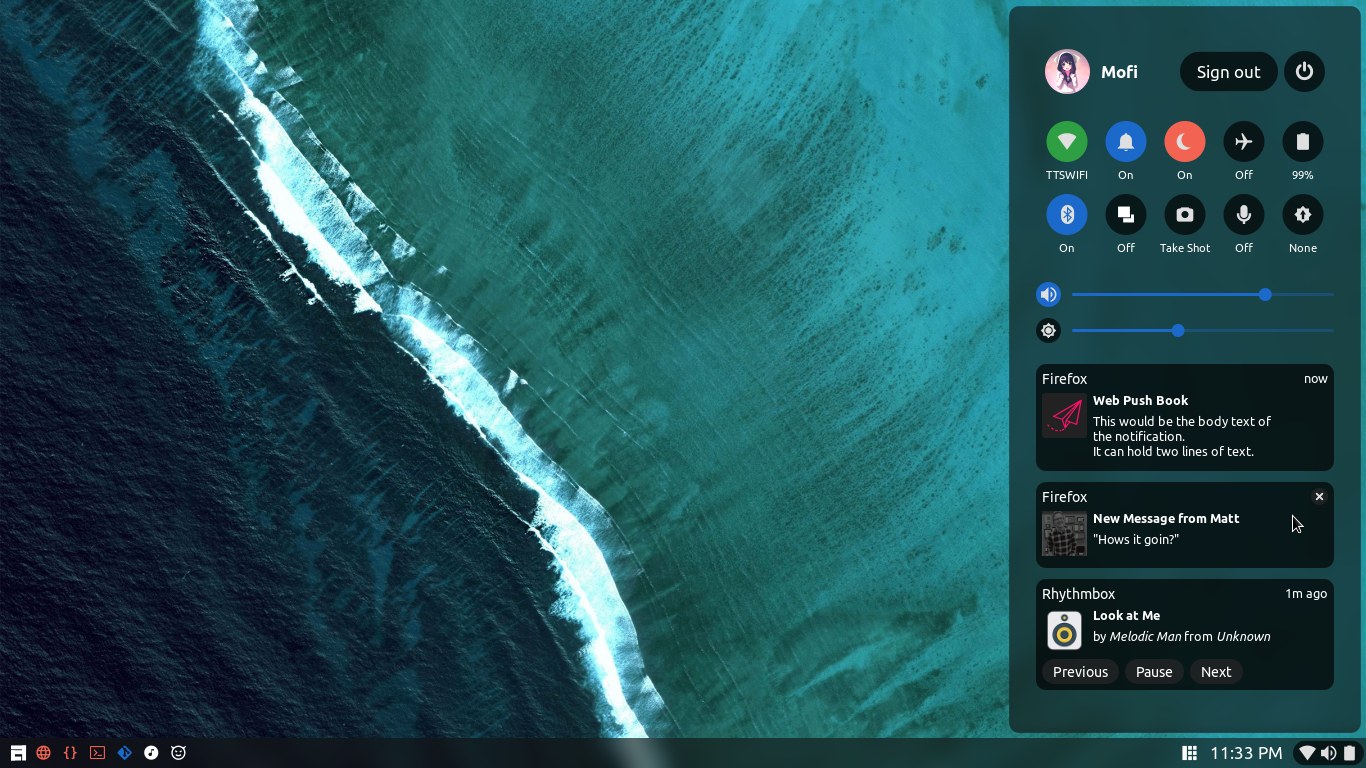 Mofi
Sign out
TTSWIFI
On
On
Off
99%
On
Off
Take Shot
Off
None
Firefox
now
Web Push Book
This would be the body text of
the notification.
It can hold two lines of text.
Firefox
New Message from Matt
"Hows it goin?"
Rhythmbox
1m ago
Look at Me
by Melodic Man from Unknown
Previous
Pause
Next
11:33 PM